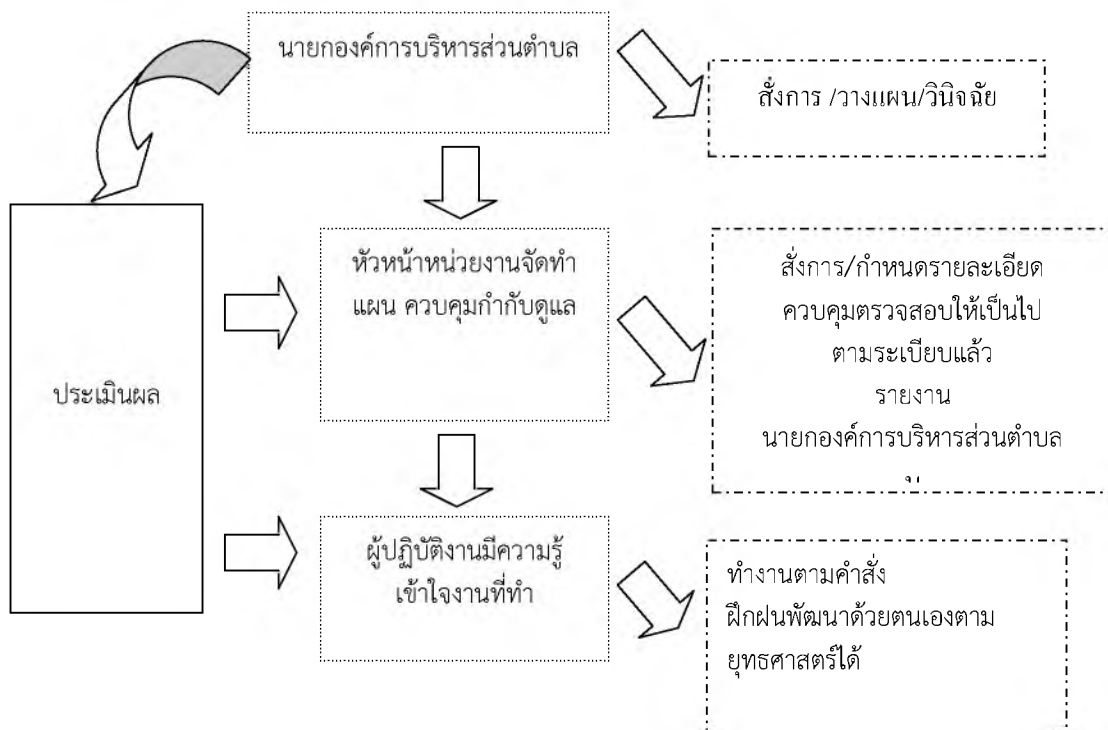 นายกองค์การบริหารส่วนตำบล
สั่งการ /วางแผน/วินิจฉัย
หัวหน้าหน่วยงานจัดทำ
แผน ควบคุมกำกับดูแล
สั่งการ/กำหนดรายละเอียด
ควบคุมตรวจสอบให้เป็นไป
ตามระเบียบแล้ว
รายงาน
นายกองค์การบริหารส่วนตำบล
ประเมินผล
ผู้ปฏิบัติงานมีความรู้
เข้าใจงานที่ทำ
ทำงานตามคำสั่ง
ฝึกฝนพัฒนาด้วยตนเองตาม
ยุทธศาสตร์ได้